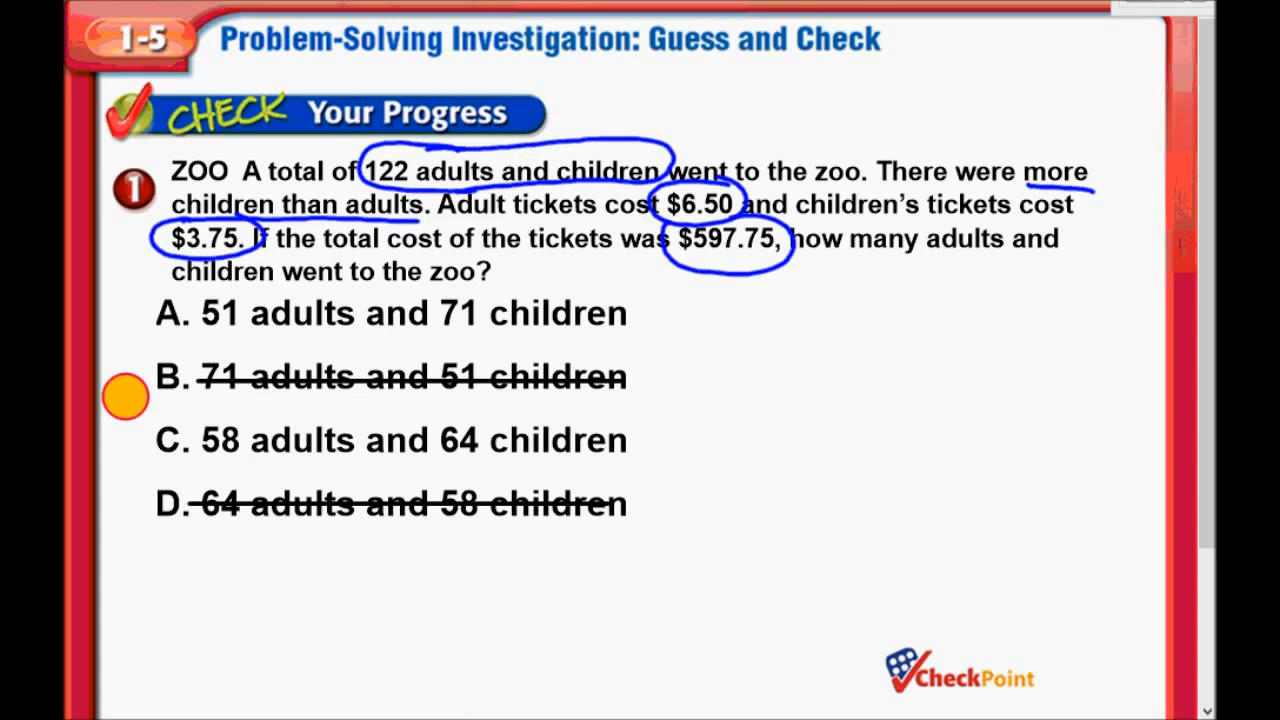 1-5 Problem-Solving Investigation: Guess and Check
CHECK Your Progress
1 ZOO A total of 122 adults and children went to the zoo. There were more
children than adults. Adult tickets cost $6.50 and children's tickets cost
$3.75. If the total cost of the tickets was $597.75, how many adults and
children went to the zoo?
A. 51 adults and 71 children
B. 71 adults and 51 children
C. 58 adults and 64 children
D. 64 adults and 58 children
CheckPoint